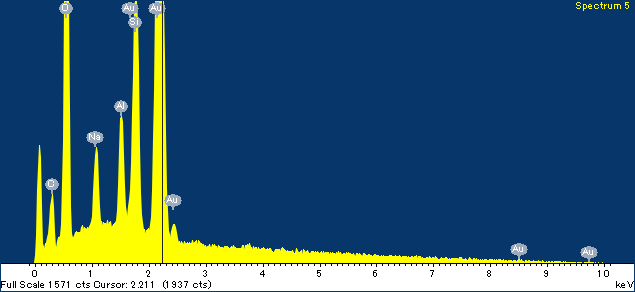 Spectrum 5
O Au Au
Si
Al
Na
C
Au
Au Au
0 1 2 3 4 5 6 7 8 9 10
Full Scale 1571 cts Cursor: 2.211 (1937 cts) keV